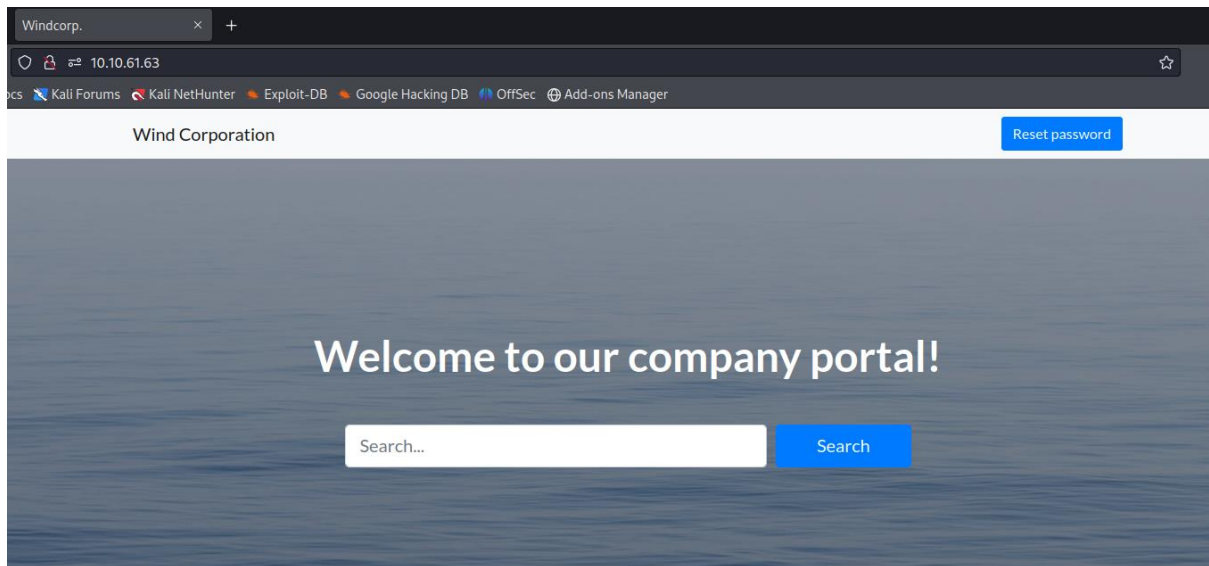 Windcorp. × +
10.10.61.63
ocs Kali Forums Kali NetHunter Exploit-DB Google Hacking DB OffSec Add-ons Manager
Wind Corporation Reset password
Welcome to our company portal!
Search... Search